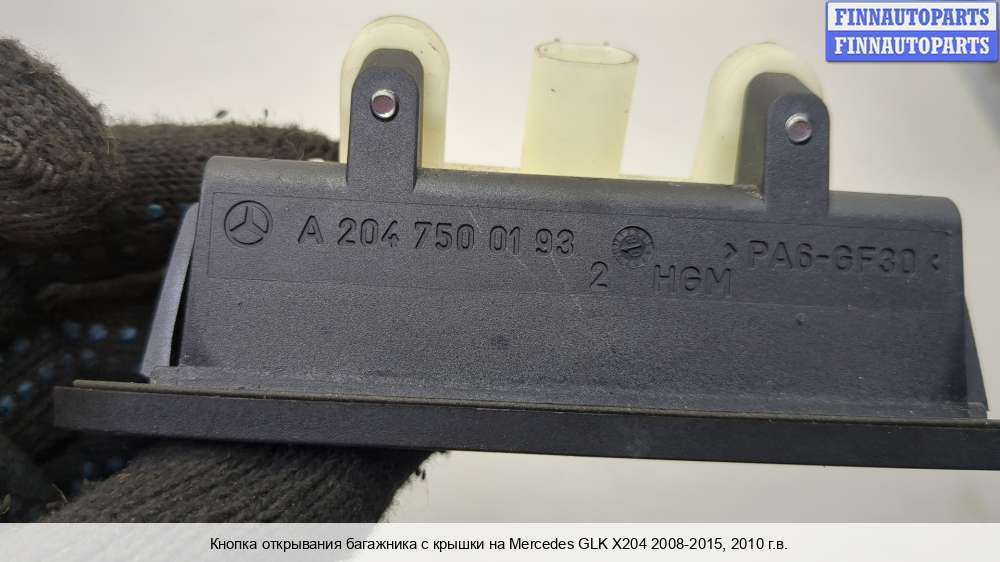 FINNAUTOPARTS
FINNAUTOPARTS
A 204 750 01 93
2 HGM
> PA6-GF30 <
Кнопка открывания багажника с крышки на Mercedes GLK X204 2008-2015, 2010 г.в.